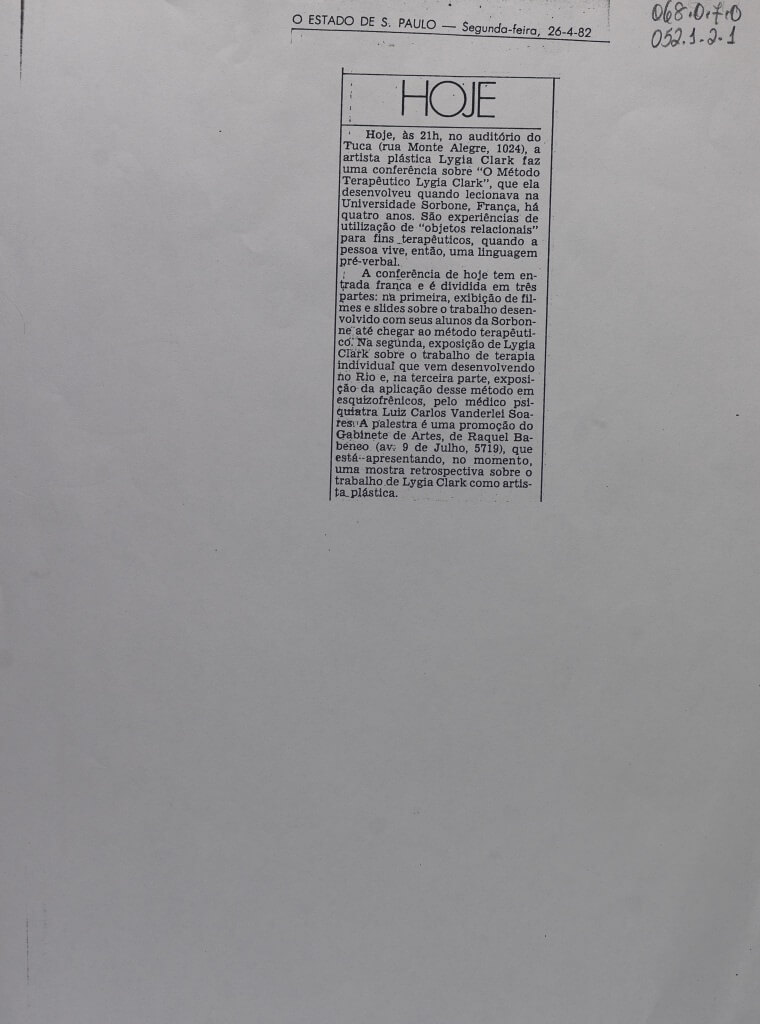 O ESTADO DE S. PAULO — Segunda-feira, 26-4-82
068.0.7.0
052.1.2.1
HOJE
Hoje, às 21h, no auditório do
Tuca (rua Monte Alegre, 1024), a
artista plástica Lygia Clark faz
uma conferência sobre "O Método
Terapêutico Lygia Clark", que ela
desenvolveu quando lecionava na
Universidade Sorbone, França, há
quatro anos. São experiências de
utilização de "objetos relacionais"
para fins terapêuticos, quando a
pessoa vive, então, uma linguagem
pré-verbal.
A conferência de hoje tem en-
trada franca e é dividida em três
partes: na primeira, exibição de fil-
mes e slides sobre o trabalho desen-
volvido com seus alunos da Sorbon-
ne até chegar ao método terapêuti-
co. Na segunda, exposição de Lygia
Clark sobre o trabalho de terapia
individual que vem desenvolvendo
no Rio e, na terceira parte, exposi-
ção da aplicação desse método em
esquizofrênicos, pelo médico psi-
quiatra Luiz Carlos Vanderlei Soa-
res. A palestra é uma promoção do
Gabinete de Artes, de Raquel Ba-
beneo (av. 9 de Julho, 5719), que
está apresentando, no momento,
uma mostra retrospectiva sobre o
trabalho de Lygia Clark como artis-
ta plástica.